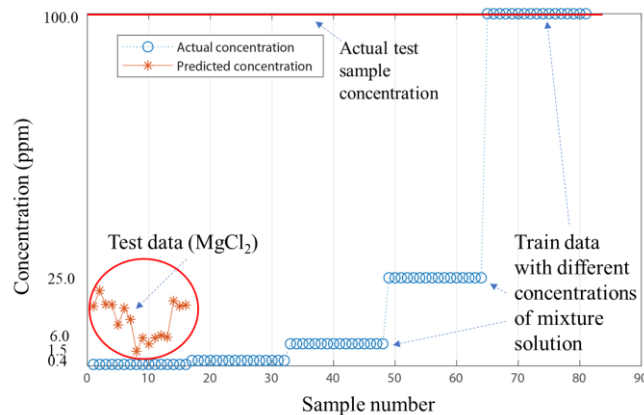 100.0
Actual concentration
Predicted concentration
Actual test
sample
concentration
Concentration (ppm)
Test data (MgCl₂)
Train data
with different
concentrations
of mixture
solution
25.0
6.0
1.5
0.4
0 10 20 30 40 50 60 70 80 90
Sample number